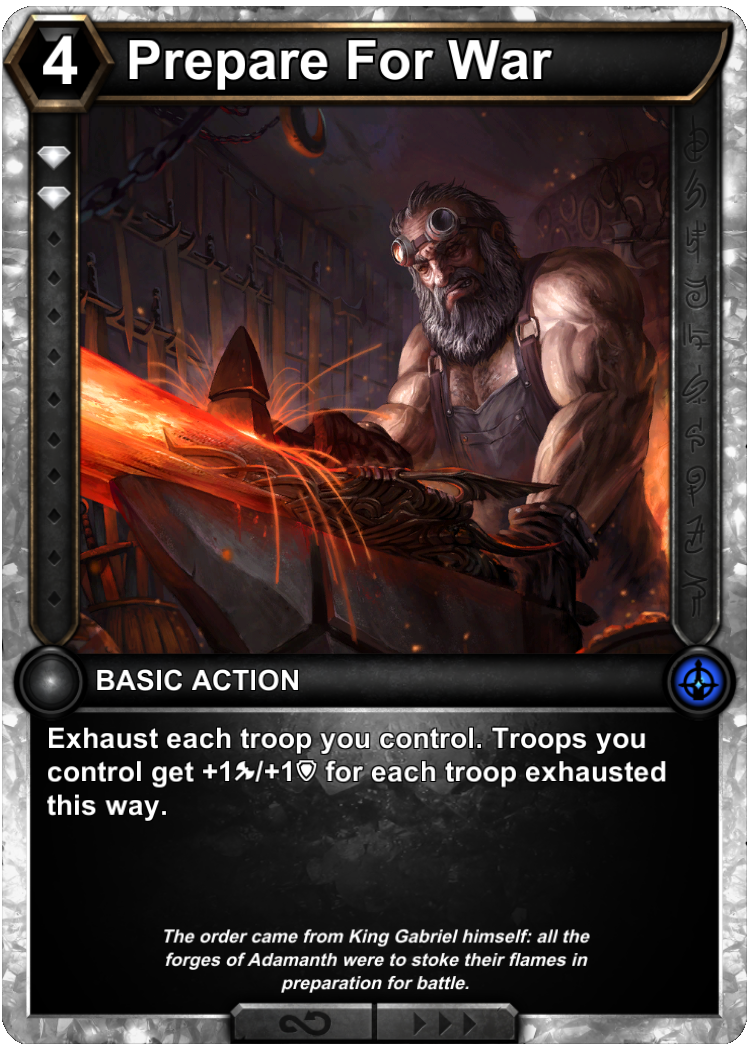 4 Prepare For War
BASIC ACTION
Exhaust each troop you control. Troops you
control get +1/+1 for each troop exhausted
this way.
The order came from King Gabriel himself: all the
forges of Adamanth were to stoke their flames in
preparation for battle.